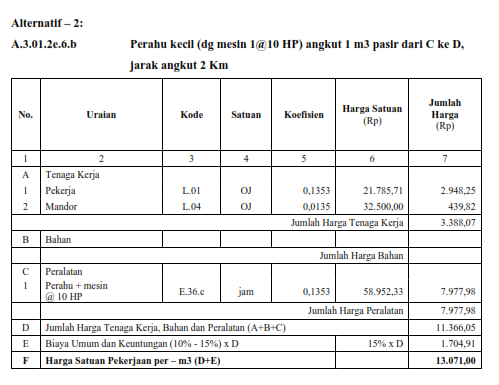 Alternatif – 2:
A.3.01.2e.6.b Perahu kecil (dg mesin 1@10 HP) angkut 1 m3 pasir dari C ke D,
jarak angkut 2 Km
No. Uraian Kode Satuan Koefisien Harga Satuan (Rp) Jumlah Harga (Rp)
1 2 3 4 5 6 7
A Tenaga Kerja
1 Pekerja L.01 OJ 0,1353 21.785,71 2.948,25
2 Mandor L.04 OJ 0,0135 32.500,00 439,82
Jumlah Harga Tenaga Kerja 3.388,07
B Bahan
Jumlah Harga Bahan
C Peralatan
1 Perahu + mesin
@ 10 HP E.36.c jam 0,1353 58.952,33 7.977,98
Jumlah Harga Peralatan 7.977,98
D Jumlah Harga Tenaga Kerja, Bahan dan Peralatan (A+B+C) 11.366,05
E Biaya Umum dan Keuntungan (10% - 15%) x D 15% x D 1.704,91
F Harga Satuan Pekerjaan per – m3 (D+E) 13.071,00